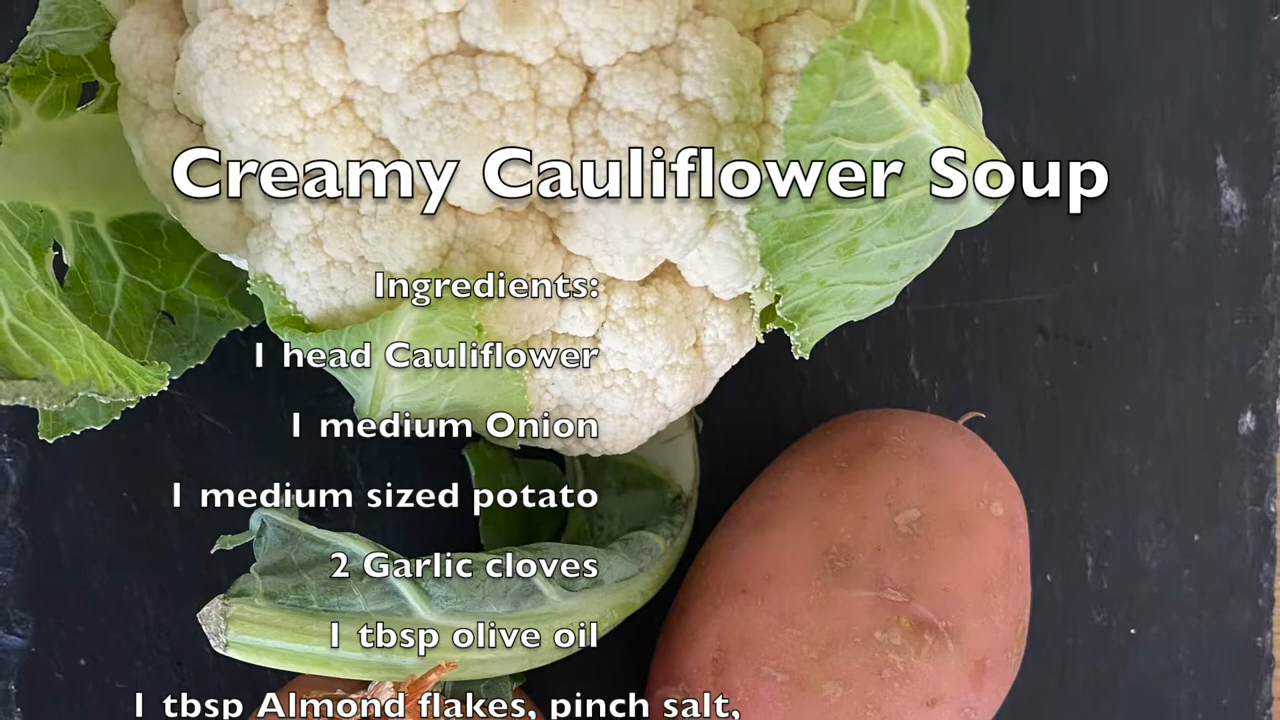 Creamy Cauliflower Soup
Ingredients:
1 head Cauliflower
1 medium Onion
1 medium sized potato
2 Garlic cloves
1 tbsp olive oil
1 tbsp Almond flakes, pinch salt,